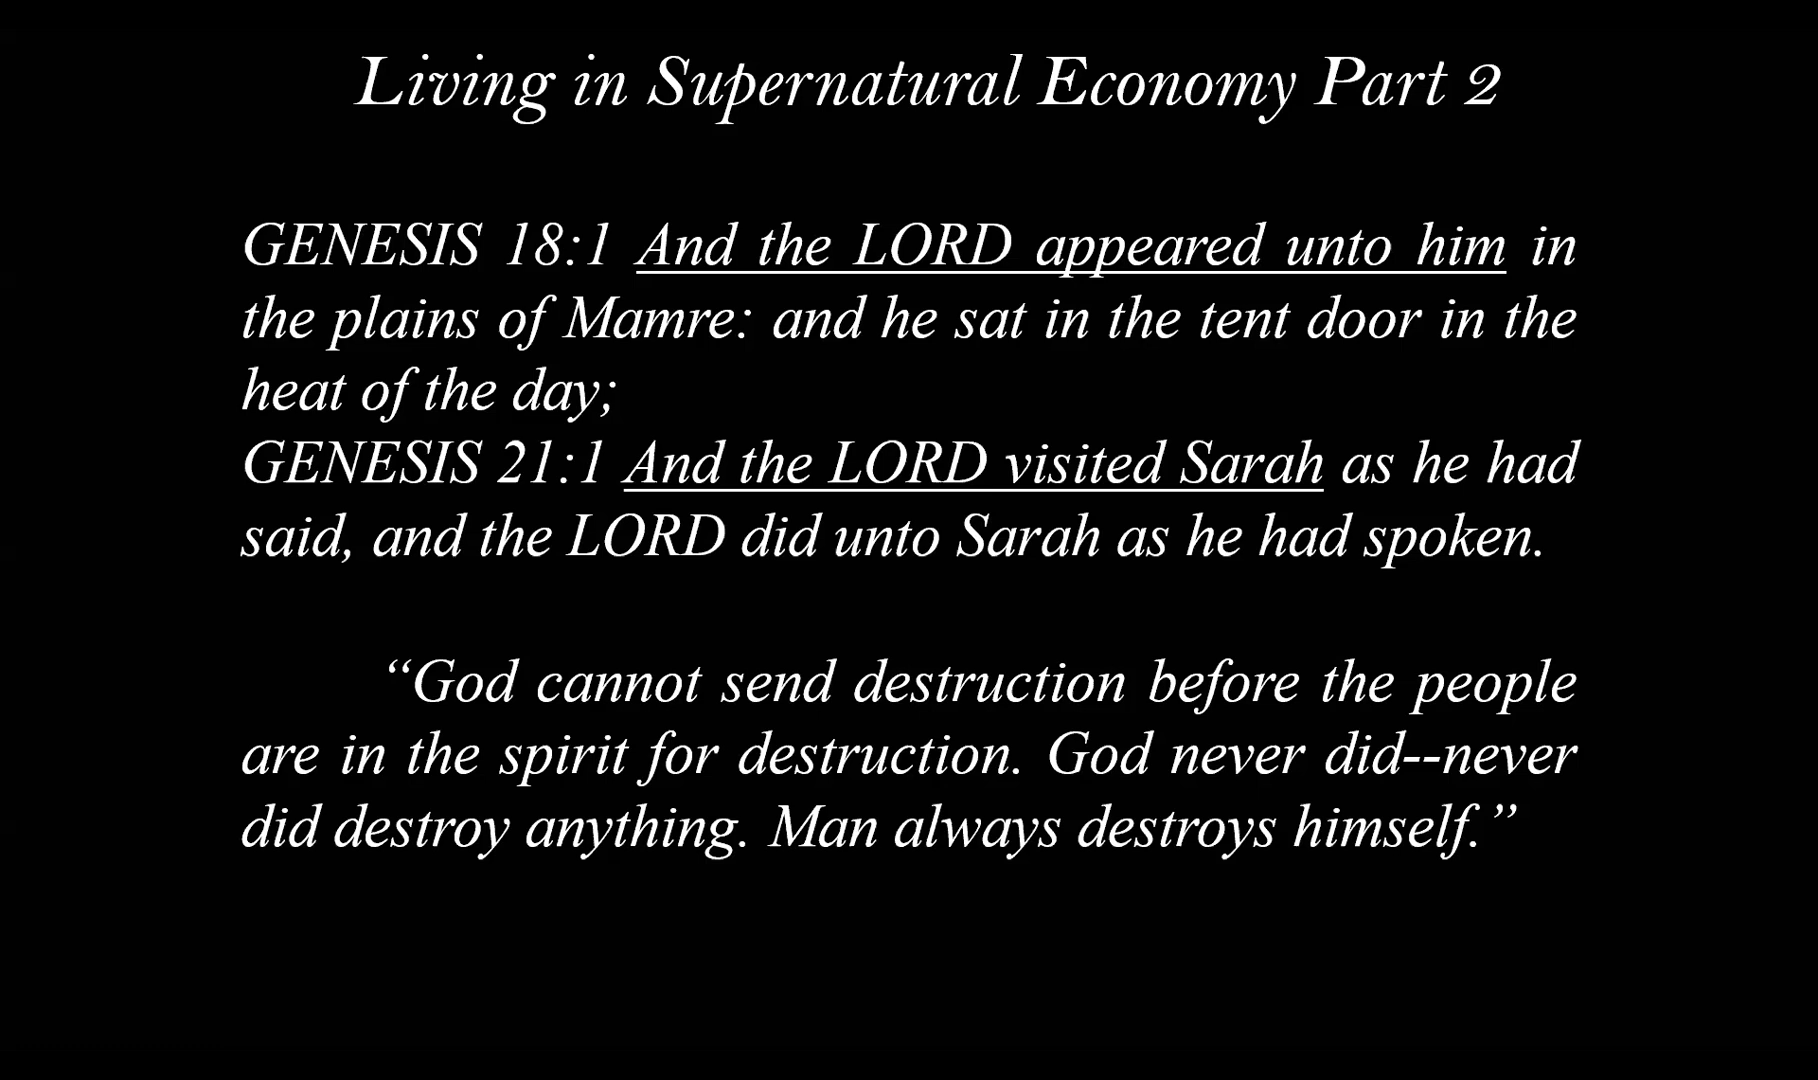 Living in Supernatural Economy Part 2
GENESIS 18:1 And the LORD appeared unto him in
the plains of Mamre: and he sat in the tent door in the
heat of the day;
GENESIS 21:1 And the LORD visited Sarah as he had
said, and the LORD did unto Sarah as he had spoken.
“God cannot send destruction before the people
are in the spirit for destruction. God never did--never
did destroy anything. Man always destroys himself.”